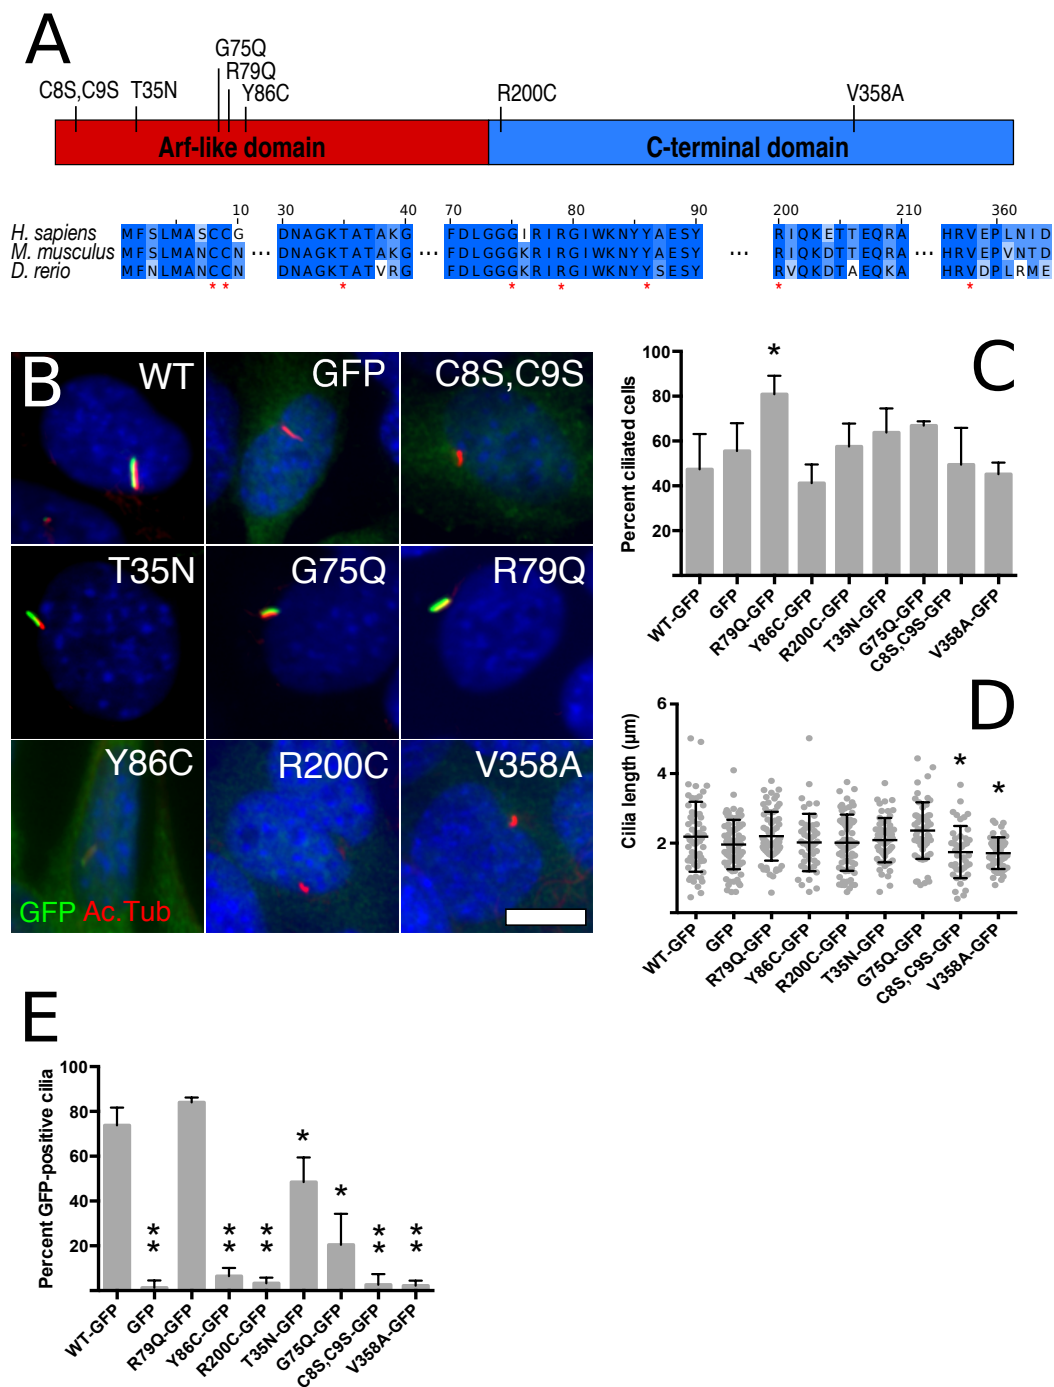 A
G75Q
R79Q
C8S,C9S T35N Y86C R200C V358A
Arf-like domain C-terminal domain
10 30 40 70 80 90 200 210 360
H. sapiens MFSLMASCCG DNAGKTATAKG FDLGGGIRIRGIWKNYYAESY RIQKETTEQRA HRVEPLNID
M. musculus MFSLMASCCN ... DNAGKTATAKG ... FDLGGGKRIRGIWKNYYAESY ... RIQKDTTEQRA ... HRVEPVNTD
D. rerio MFNLMANCCN DNAGKTATVRG FDLGGGKRIRGIWKNYYSESY RVQKDTAEQKA HRVDPLRME
* * * * * * * *
B
WT GFP C8S,C9S
T35N G75Q R79Q
Y86C R200C V358A
GFP Ac.Tub
C
Percent ciliated cells
100
80
60
40
20
*
WT-GFP
GFP
R79Q-GFP
Y86C-GFP
R200C-GFP
T35N-GFP
G75Q-GFP
C8S,C9S-GFP
V358A-GFP
D
Cilia length (µm)
6
4
2
* *
WT-GFP
GFP
R79Q-GFP
Y86C-GFP
R200C-GFP
T35N-GFP
G75Q-GFP
C8S,C9S-GFP
V358A-GFP
E
Percent GFP-positive cilia
100
80
60
40
20
** ** ** * * ** **
WT-GFP
GFP
R79Q-GFP
Y86C-GFP
R200C-GFP
T35N-GFP
G75Q-GFP
C8S,C9S-GFP
V358A-GFP